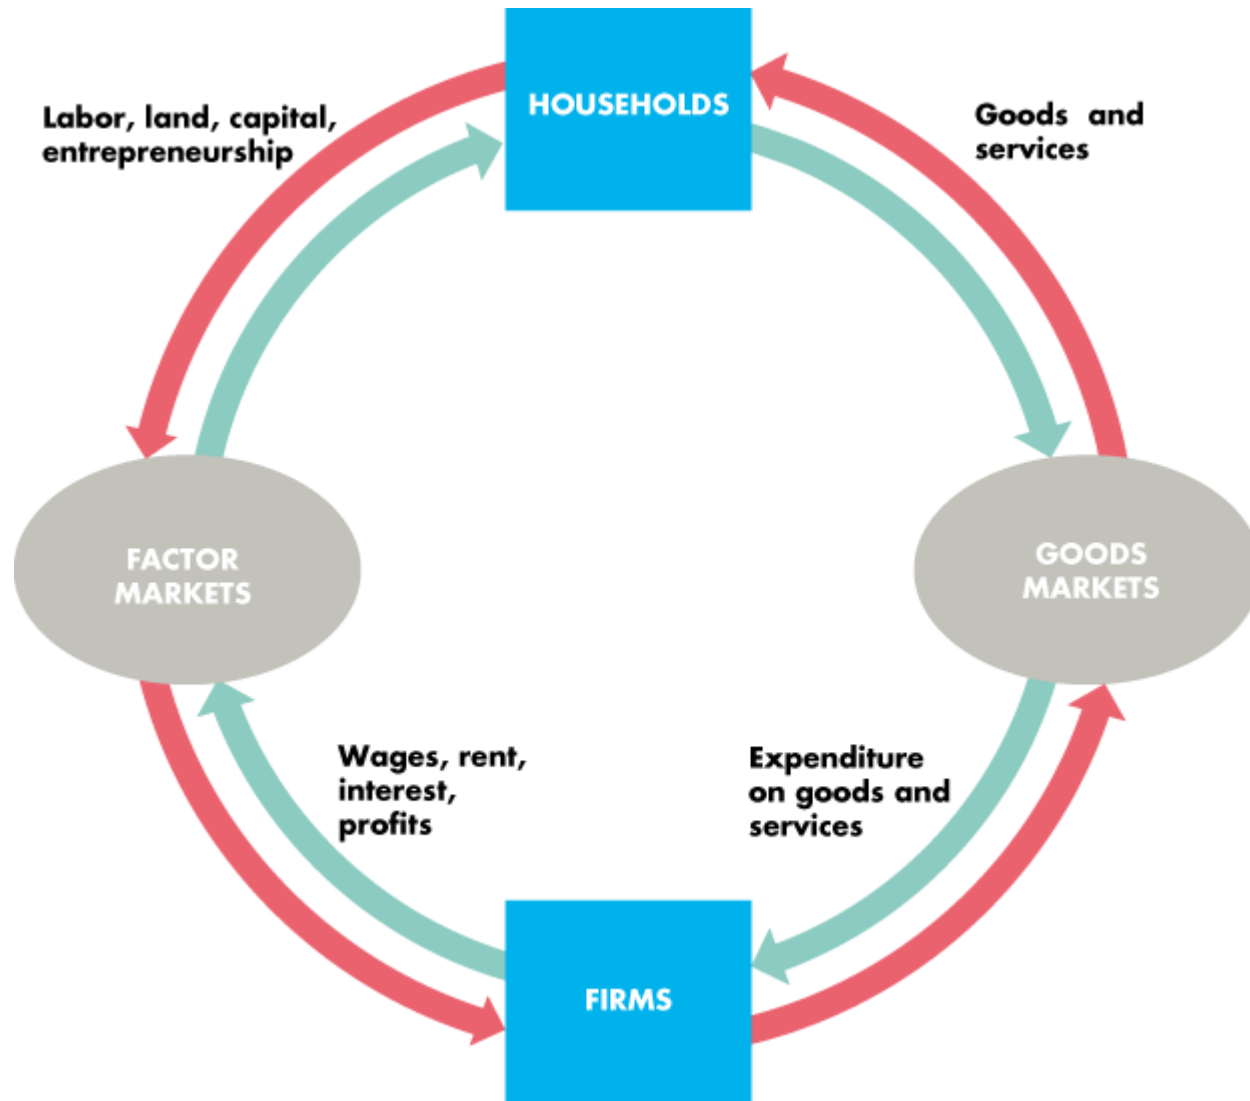 HOUSEHOLDS
Labor, land, capital,
entrepreneurship
Goods and
services
FACTOR
MARKETS
GOODS
MARKETS
Wages, rent,
interest,
profits
Expenditure
on goods and
services
FIRMS